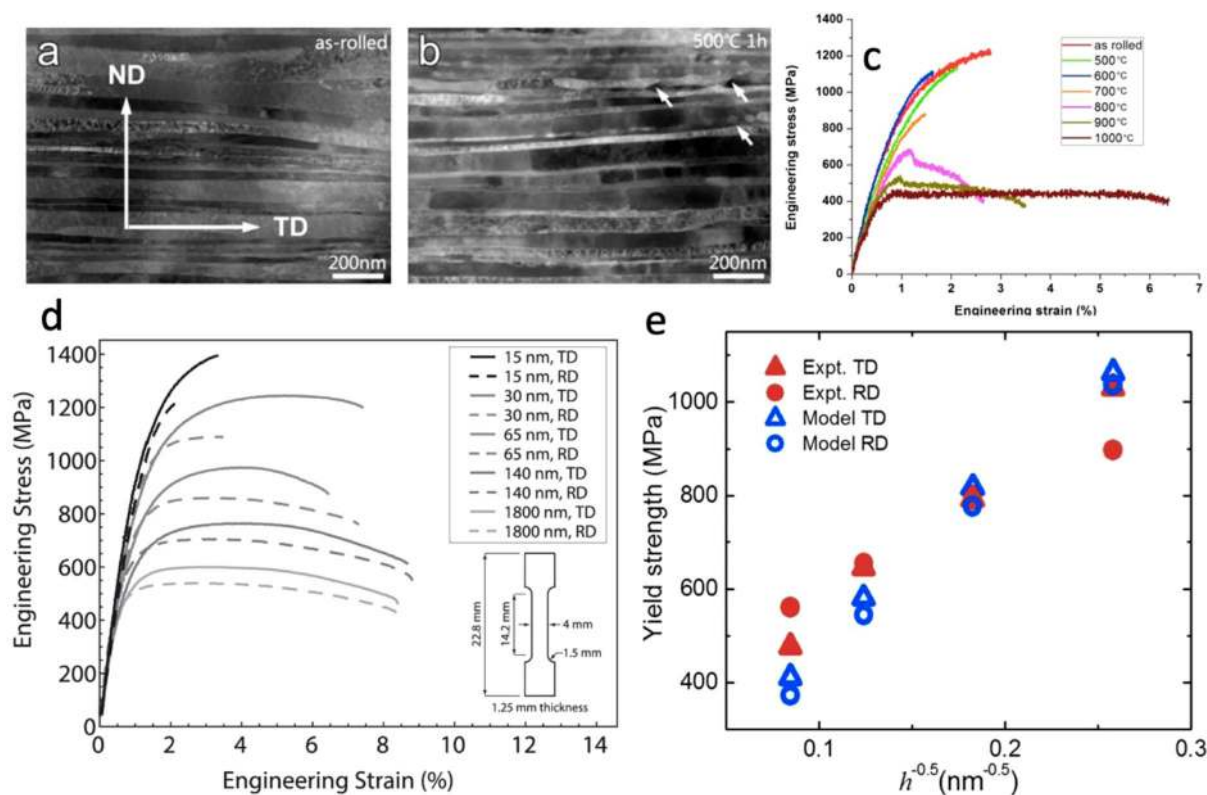 a
as-rolled
ND
TD
200nm
b
500℃ 1h
200nm
c
Engineering stress (MPa)
1400
1200
1000
800
600
400
200
0
as rolled
500°C
600°C
700°C
800°C
900°C
1000°C
0 1 2 3 4 5 6 7
Engineering strain (%)
d
Engineering Stress (MPa)
1400
1200
1000
800
600
400
200
0
15 nm, TD
15 nm, RD
30 nm, TD
30 nm, RD
65 nm, TD
65 nm, RD
140 nm, TD
140 nm, RD
1800 nm, TD
1800 nm, RD
22.8 mm
14.2 mm
4 mm
1.5 mm
1.25 mm thickness
0 2 4 6 8 10 12 14
Engineering Strain (%)
e
Yield strength (MPa)
1000
800
600
400
Expt. TD
Expt. RD
Model TD
Model RD
0.1 0.2 0.3
h^-0.5(nm^-0.5)